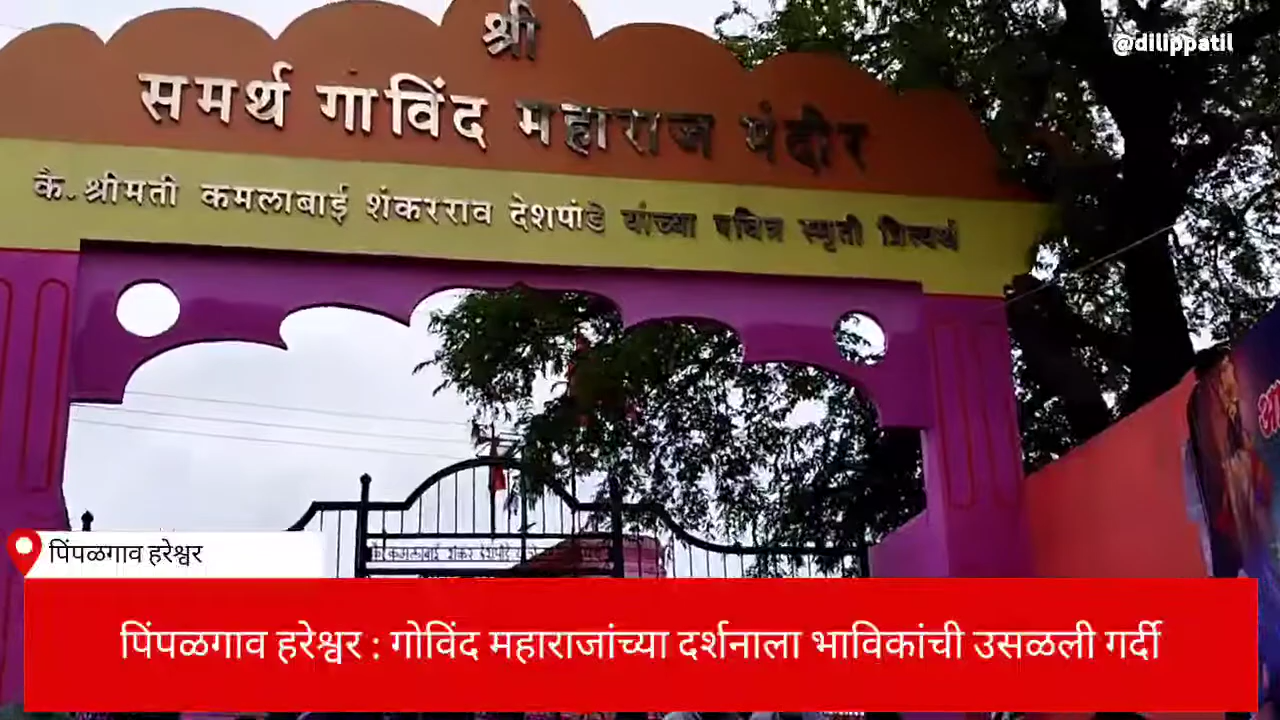 @dilippatil
श्री
समर्थ गोविंद महाराज मंदीर
कै. श्रीमती कमलाबाई शंकरराव देशपांडे यांच्या पवित्र स्मृती प्रित्यर्थ
पिंपळगाव हरेश्वर
पिंपळगाव हरेश्वर : गोविंद महाराजांच्या दर्शनाला भाविकांची उसळली गर्दी